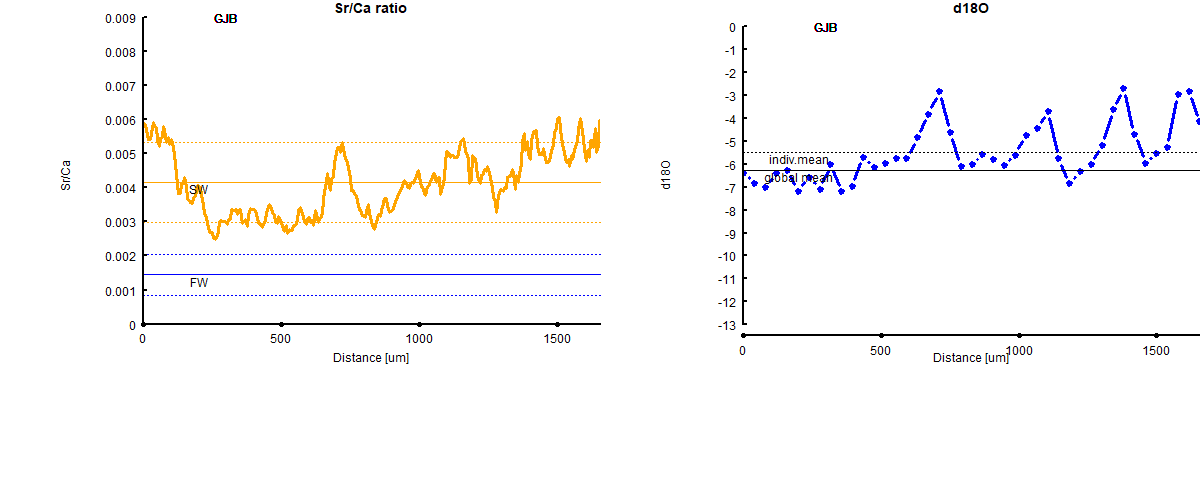 Sr/Ca ratio
GJB
0.009
0.008
0.007
0.006
0.005
0.004
0.003
0.002
0.001
0
Sr/Ca
SW
FW
0
500
1000
1500
Distance [um]
d18O
GJB
0
-1
-2
-3
-4
-5
-6
-7
-8
-9
-10
-11
-12
-13
d18O
indiv.mean
global mean
0
500
1000
1500
Distance [um]